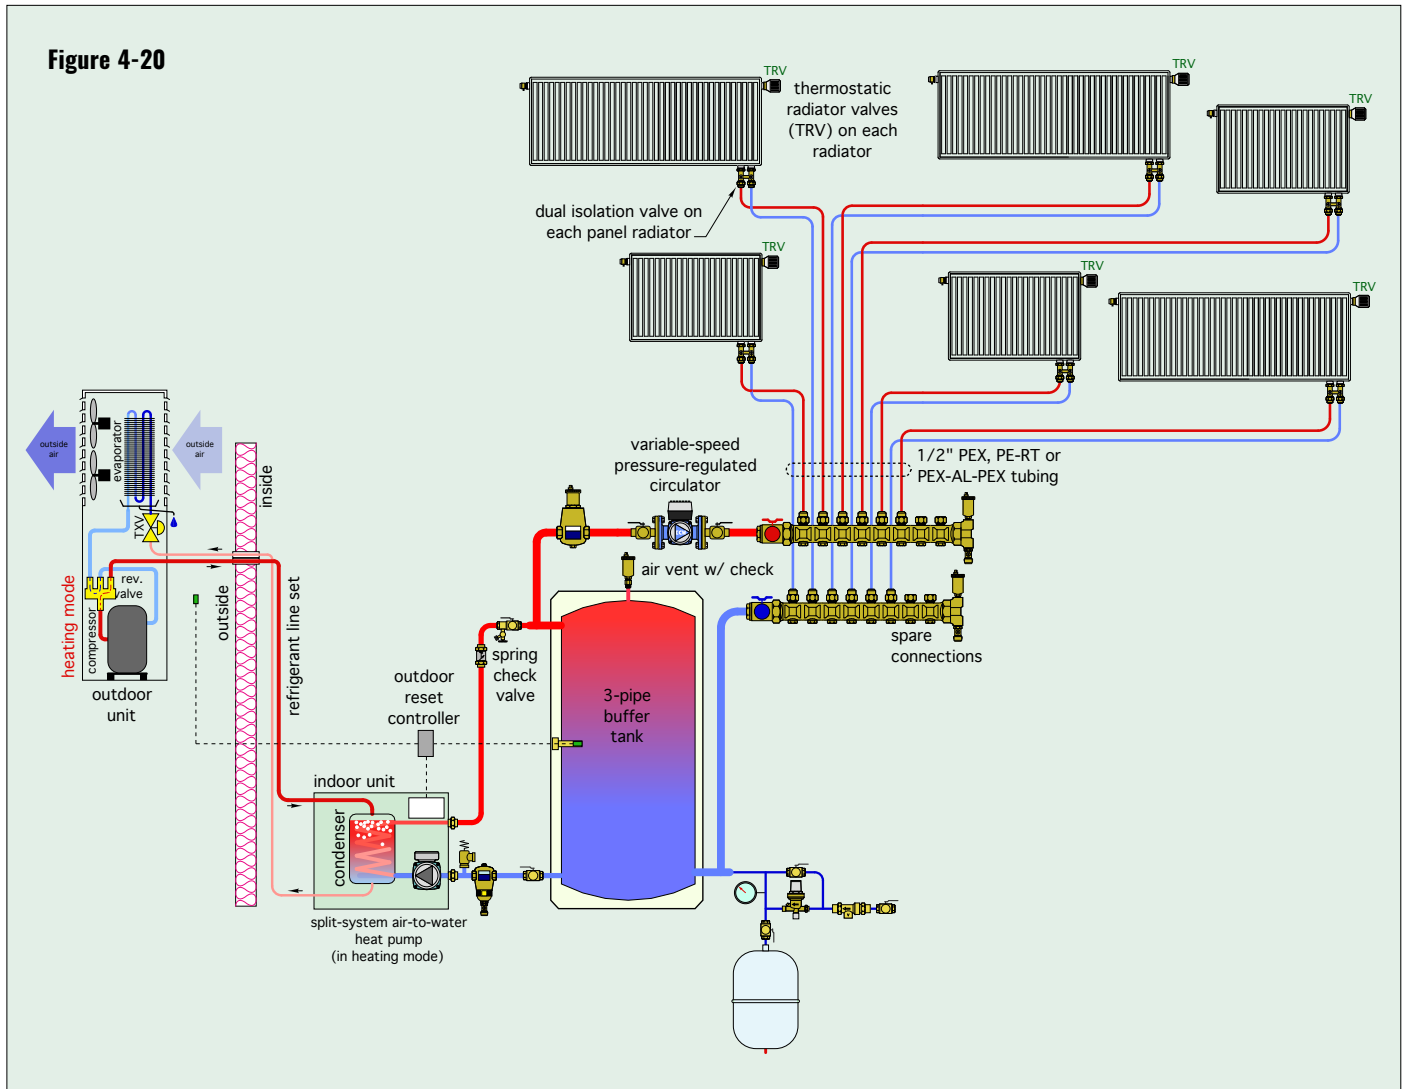 Figure 4-20
TRV
thermostatic
radiator valves
(TRV) on each
radiator
TRV
TRV
dual isolation valve on
each panel radiator
TRV
TRV
TRV
1/2" PEX, PE-RT or
PEX-AL-PEX tubing
variable-speed
pressure-regulated
circulator
outside
air
evaporator
outside
air
TXV
inside
outside
rev.
valve
heating mode
compressor
outdoor
unit
refrigerant line set
air vent w/ check
spring
check
valve
spare
connections
outdoor
reset
controller
3-pipe
buffer
tank
indoor unit
condenser
split-system air-to-water
heat pump
(in heating mode)